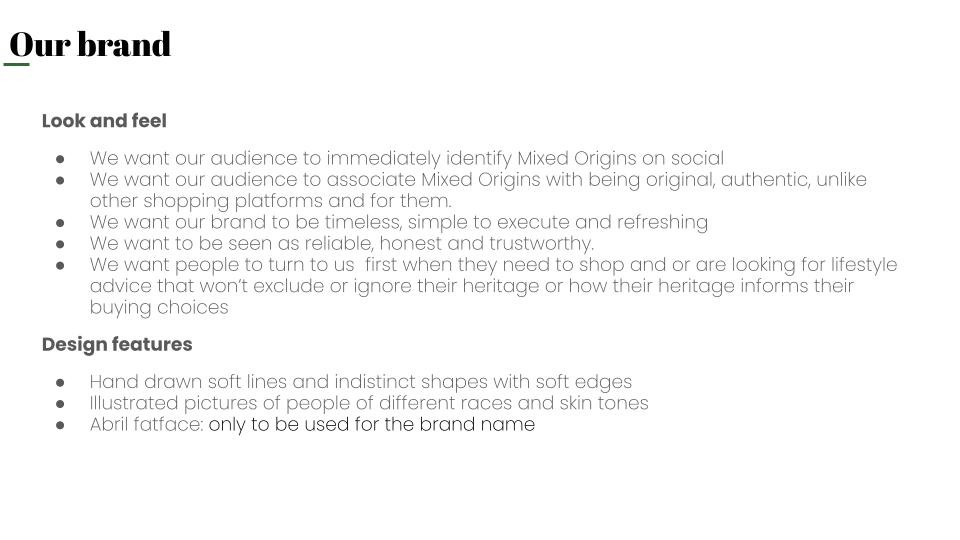 Our brand
Look and feel
● We want our audience to immediately identify Mixed Origins on social
● We want our audience to associate Mixed Origins with being original, authentic, unlike
other shopping platforms and for them.
● We want our brand to be timeless, simple to execute and refreshing
● We want to be seen as reliable, honest and trustworthy.
● We want people to turn to us  first when they need to shop and or are looking for lifestyle
advice that won’t exclude or ignore their heritage or how their heritage informs their
buying choices
Design features
● Hand drawn soft lines and indistinct shapes with soft edges
● Illustrated pictures of people of different races and skin tones
● Abril fatface: only to be used for the brand name